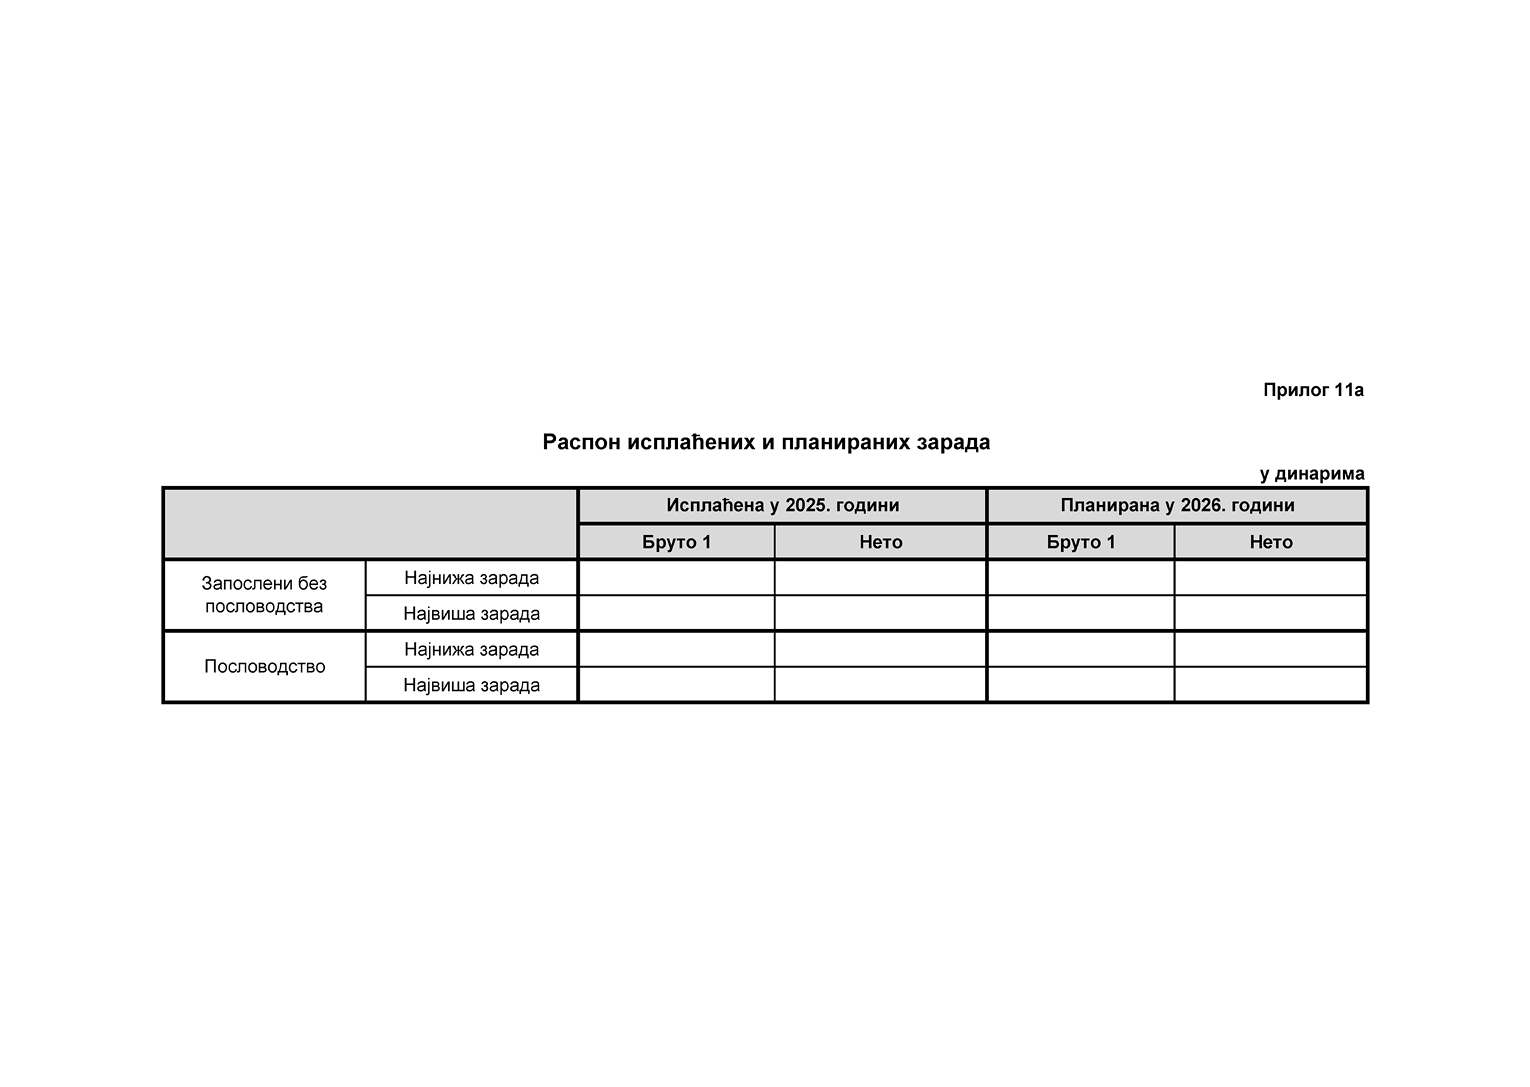 Прилог 11а
Распон исплаћених и планираних зарада
у динарима
Исплаћена у 2025. години
Планирана у 2026. години
Бруто 1
Нето
Бруто 1
Нето
Запослени без
пословодства
Најнижа зарада
Највиша зарада
Пословодство
Најнижа зарада
Највиша зарада